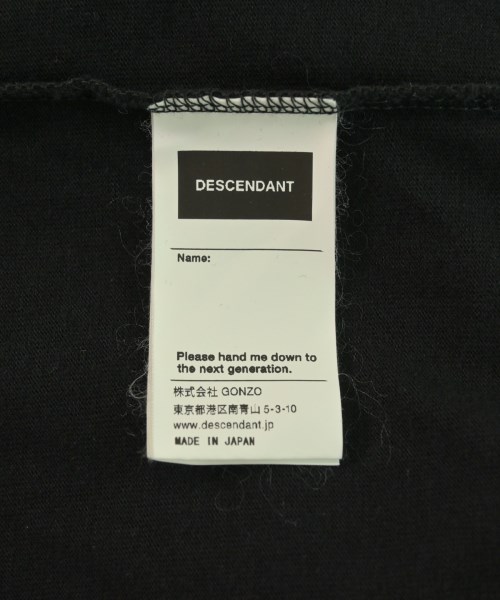 DESCENDANT
Name:
Please hand me down to
the next generation.
株式会社 GONZO
東京都港区南青山 5-3-10
www.descendant.jp
MADE IN JAPAN